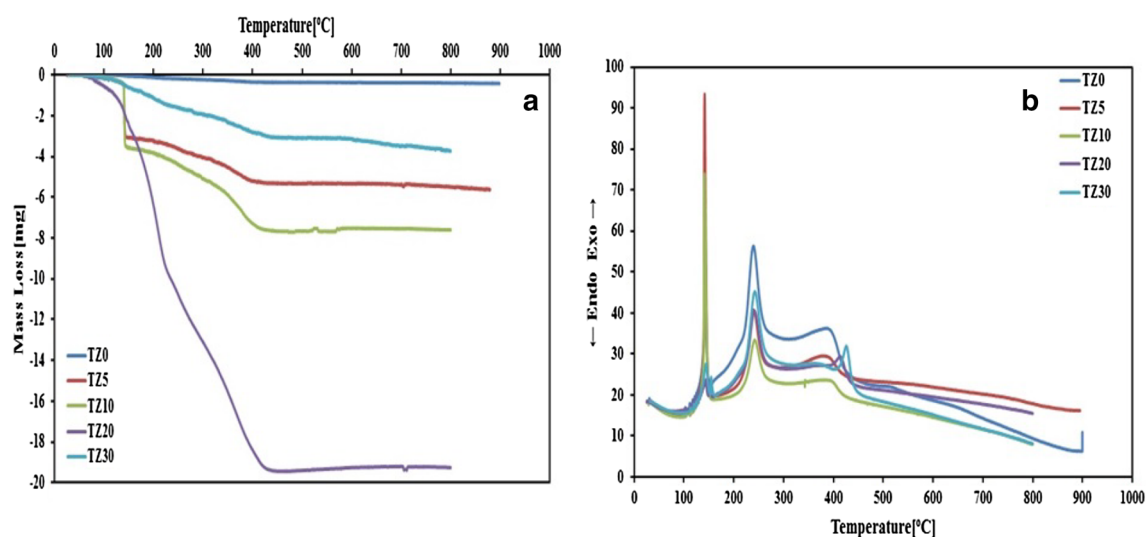 Temperature[⁰C]
0 100 200 300 400 500 600 700 800 900 1000
0
-2
-4
-6
-8
-10
-12
-14
-16
-18
-20
Mass Loss[mg]
a
TZ0
TZ5
TZ10
TZ20
TZ30
100
90
80
70
60
50
40
30
20
10
0
← Endo Exo →
b
TZ0
TZ5
TZ10
TZ20
TZ30
0 100 200 300 400 500 600 700 800 900 1000
Temperature[⁰C]